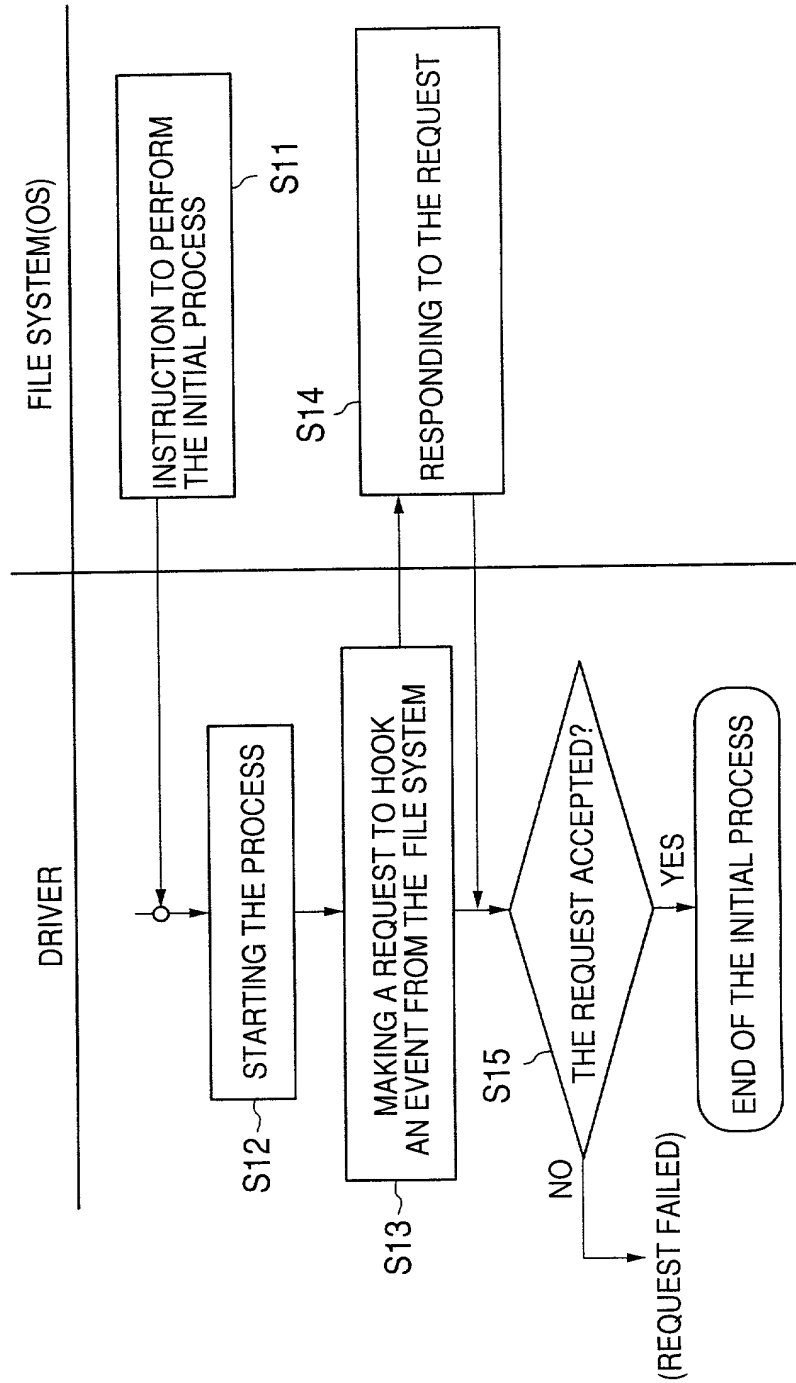 DRIVER
FILE SYSTEM(OS)
INSTRUCTION TO PERFORM
THE INITIAL PROCESS
S11
STARTING THE PROCESS
S12
MAKING A REQUEST TO HOOK
AN EVENT FROM THE FILE SYSTEM
S13
S14
RESPONDING TO THE REQUEST
S15
THE REQUEST ACCEPTED?
NO
YES
(REQUEST FAILED)
END OF THE INITIAL PROCESS